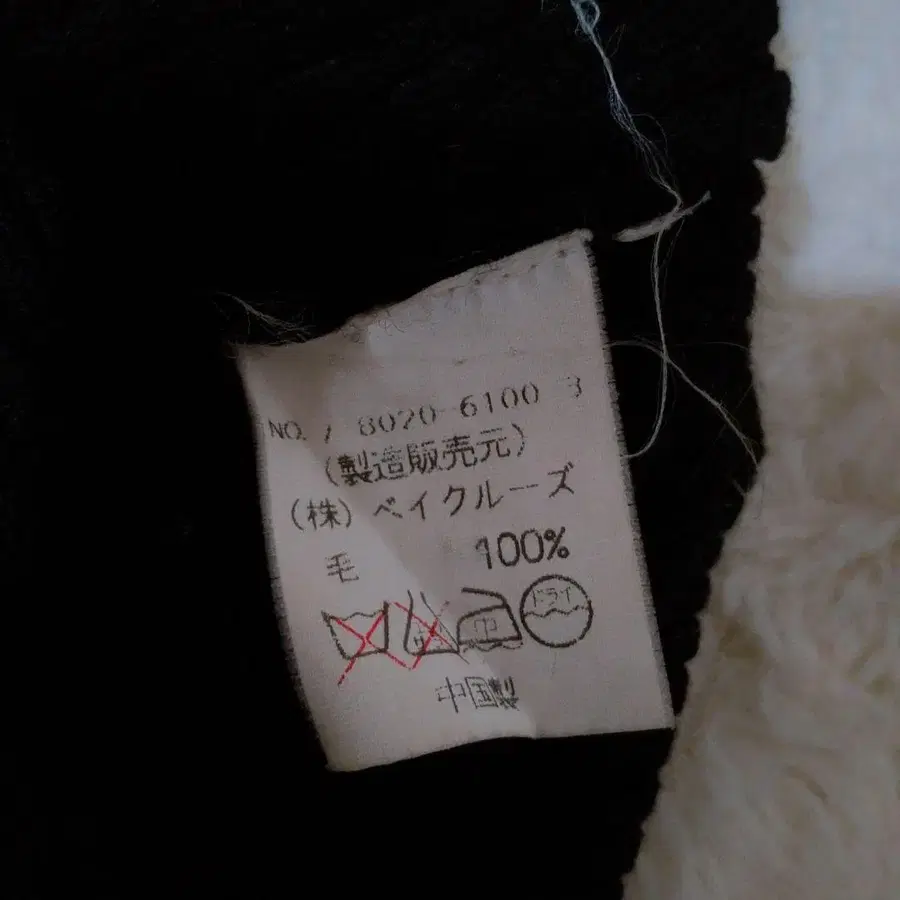 NO. 7 8020-6100 3
(製造販売元)
(株) ベイクルーズ
毛 100%
中 ドライ
中国製